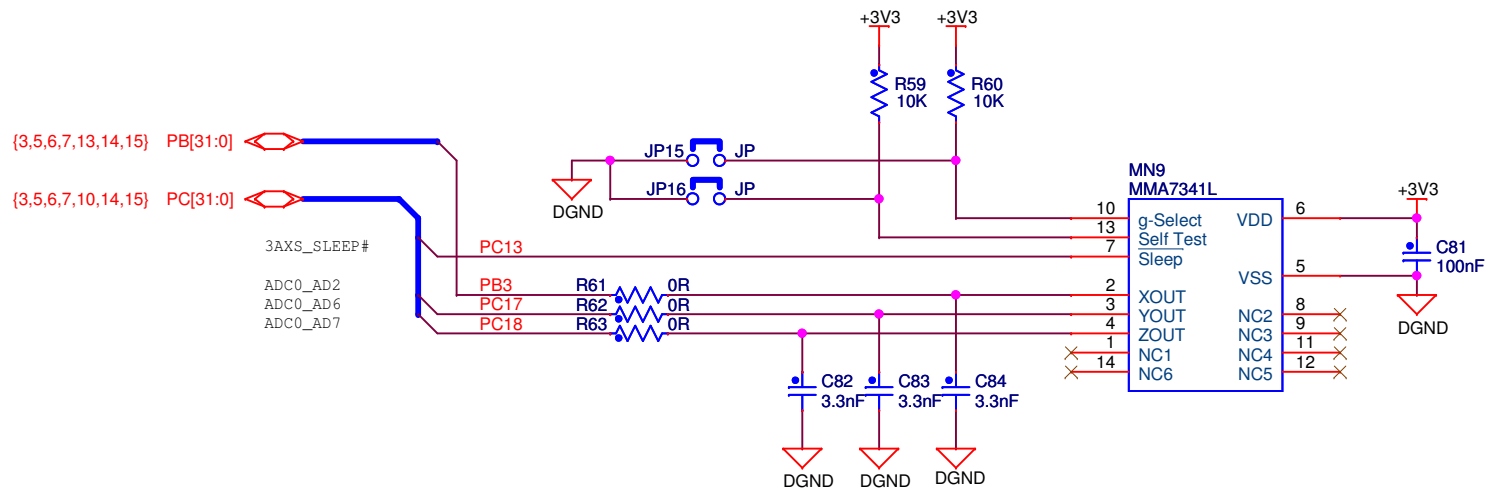 +3V3
+3V3
R59
10K
R60
10K
{3,5,6,7,13,14,15} PB[31:0]
JP15 JP
JP16 JP
DGND
{3,5,6,7,10,14,15} PC[31:0]
MN9
MMA7341L
+3V3
10 g-Select VDD 6
13 Self Test
3AXS_SLEEP# PC13 7 Sleep
C81
100nF
VSS 5
DGND
ADC0_AD2 PB3 R61 0R 2 XOUT
ADC0_AD6 PC17 R62 0R 3 YOUT NC2 8
ADC0_AD7 PC18 R63 0R 4 ZOUT NC3 9
1 NC1 NC4 11
14 NC6 NC5 12
C82
3.3nF
C83
3.3nF
C84
3.3nF
DGND
DGND
DGND